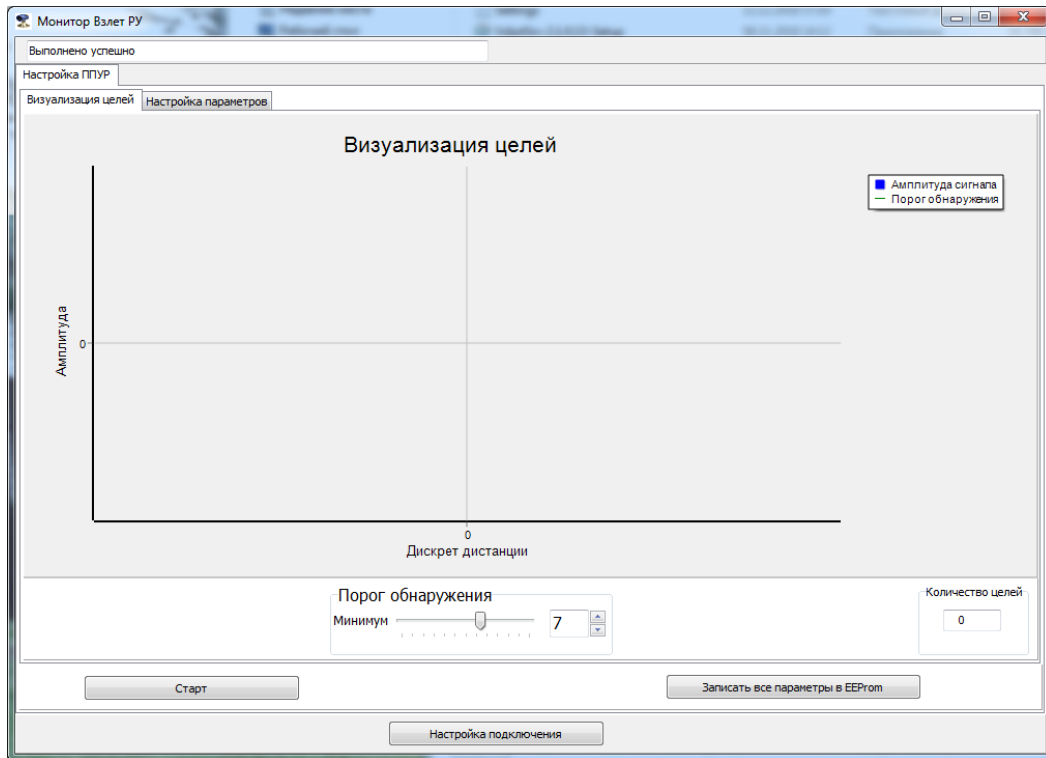 Монитор Взлет РУ
Выполнено успешно
Настройка ППУР
Визуализация целей
Настройка параметров
Визуализация целей
Амплитуда сигнала
Порог обнаружения
Амплитуда
0
0
Дискрет дистанции
Порог обнаружения
Минимум
7
Количество целей
0
Старт
Записать все параметры в EEProm
Настройка подключения